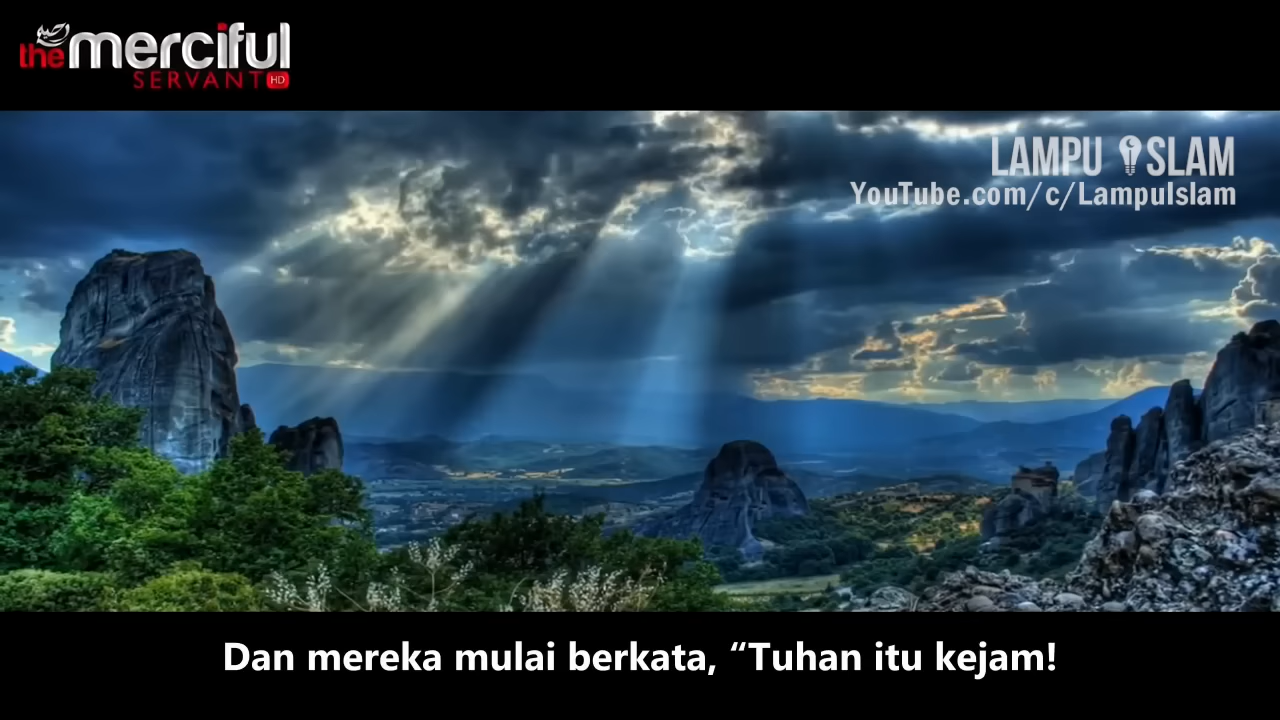 the merciful
SERVANT HD
LAMPU ISLAM
YouTube.com/c/LampuIslam
Dan mereka mulai berkata, “Tuhan itu kejam!